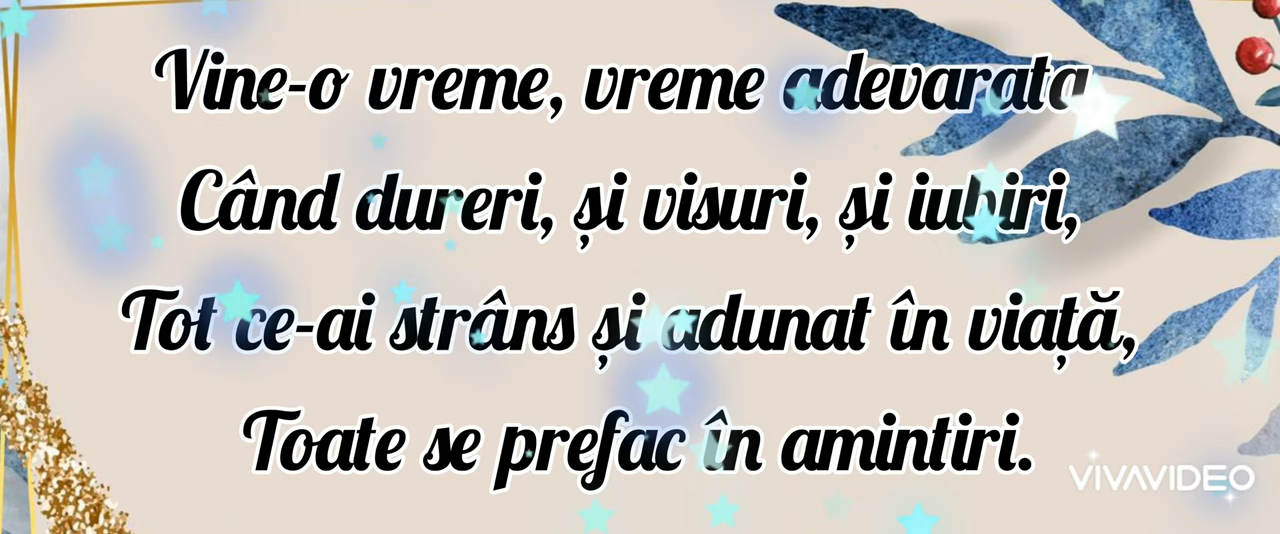 Vine-o vreme, vreme adevarata
Când dureri, și visuri, și iubiri,
Tot ce-ai strâns și adunat în viață,
Toate se prefac în amintiri.
VIVAVIDEO